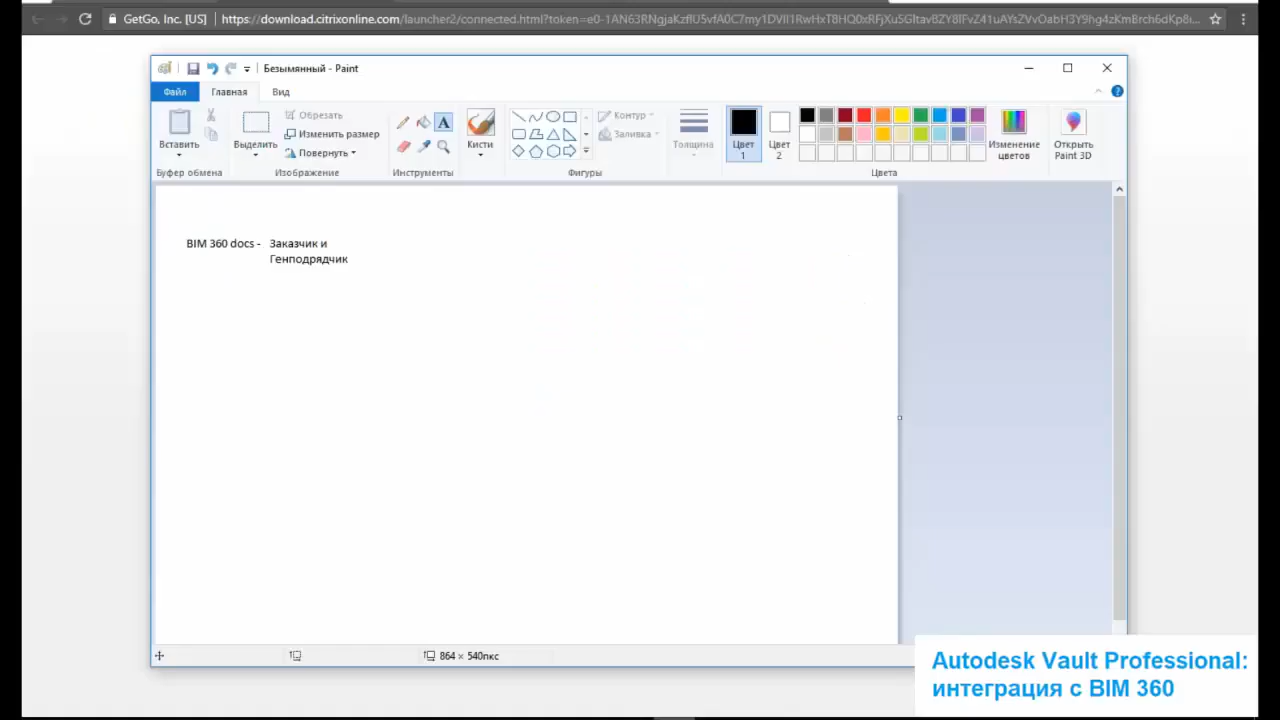 GetGo, Inc. [US]
Безымянный - Paint
Файл
Главная
Вид
Вставить
Буфер обмена
Выделить
Обрезать
Изменить размер
Повернуть
Изображение
Инструменты
Кисти
Контур
Заливка
Фигуры
Толщина
Цвет
1
Цвет
2
Цвета
Изменение
цветов
Открыть
Paint 3D
BIM 360 docs - Заказчик и
Генподрядчик
864 × 540пкс
Autodesk Vault Professional:
интеграция с BIM 360